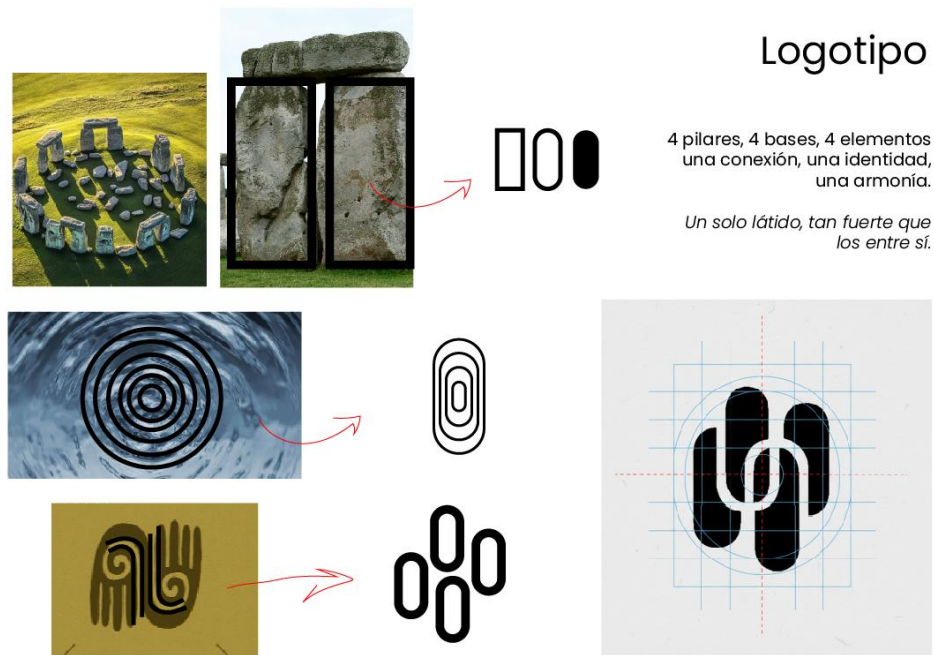 Logotipo
4 pilares, 4 bases, 4 elementos
una conexión, una identidad,
una armonía.
Un solo látido, tan fuerte que
los entre sí.